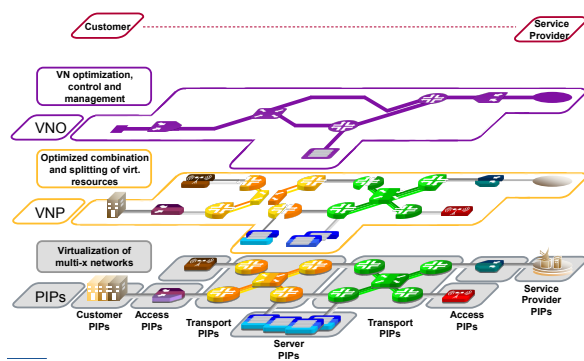 Customer
Service
Provider
VN optimization,
control and
management
VNO
Optimized combination
and splitting of virt.
resources
VNP
Virtualization of
multi-x networks
PIPs
Customer
PIPs
Access
PIPs
Transport
PIPs
Server
PIPs
Transport
PIPs
Access
PIPs
Service
Provider
PIPs